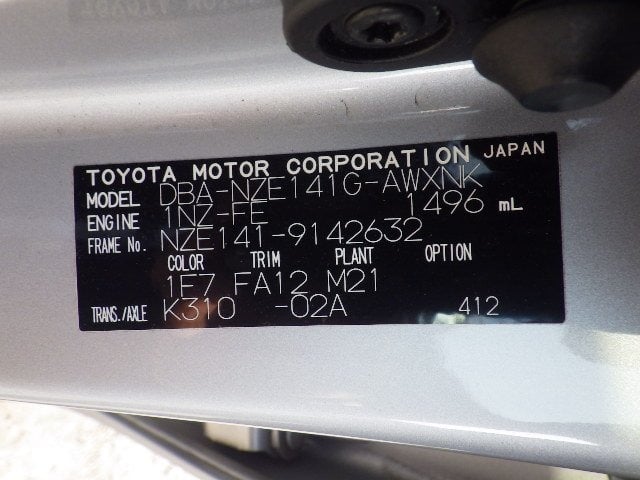 TOYOTA MOTOR CORPORATION JAPAN
MODEL DBA-NZE141G-AWXNK
ENGINE 1NZ-FE 1496 mL
FRAME No. NZE141-9142632
COLOR TRIM PLANT OPTION
1E7 FA12 M21
TRANS./AXLE K310 -02A 412